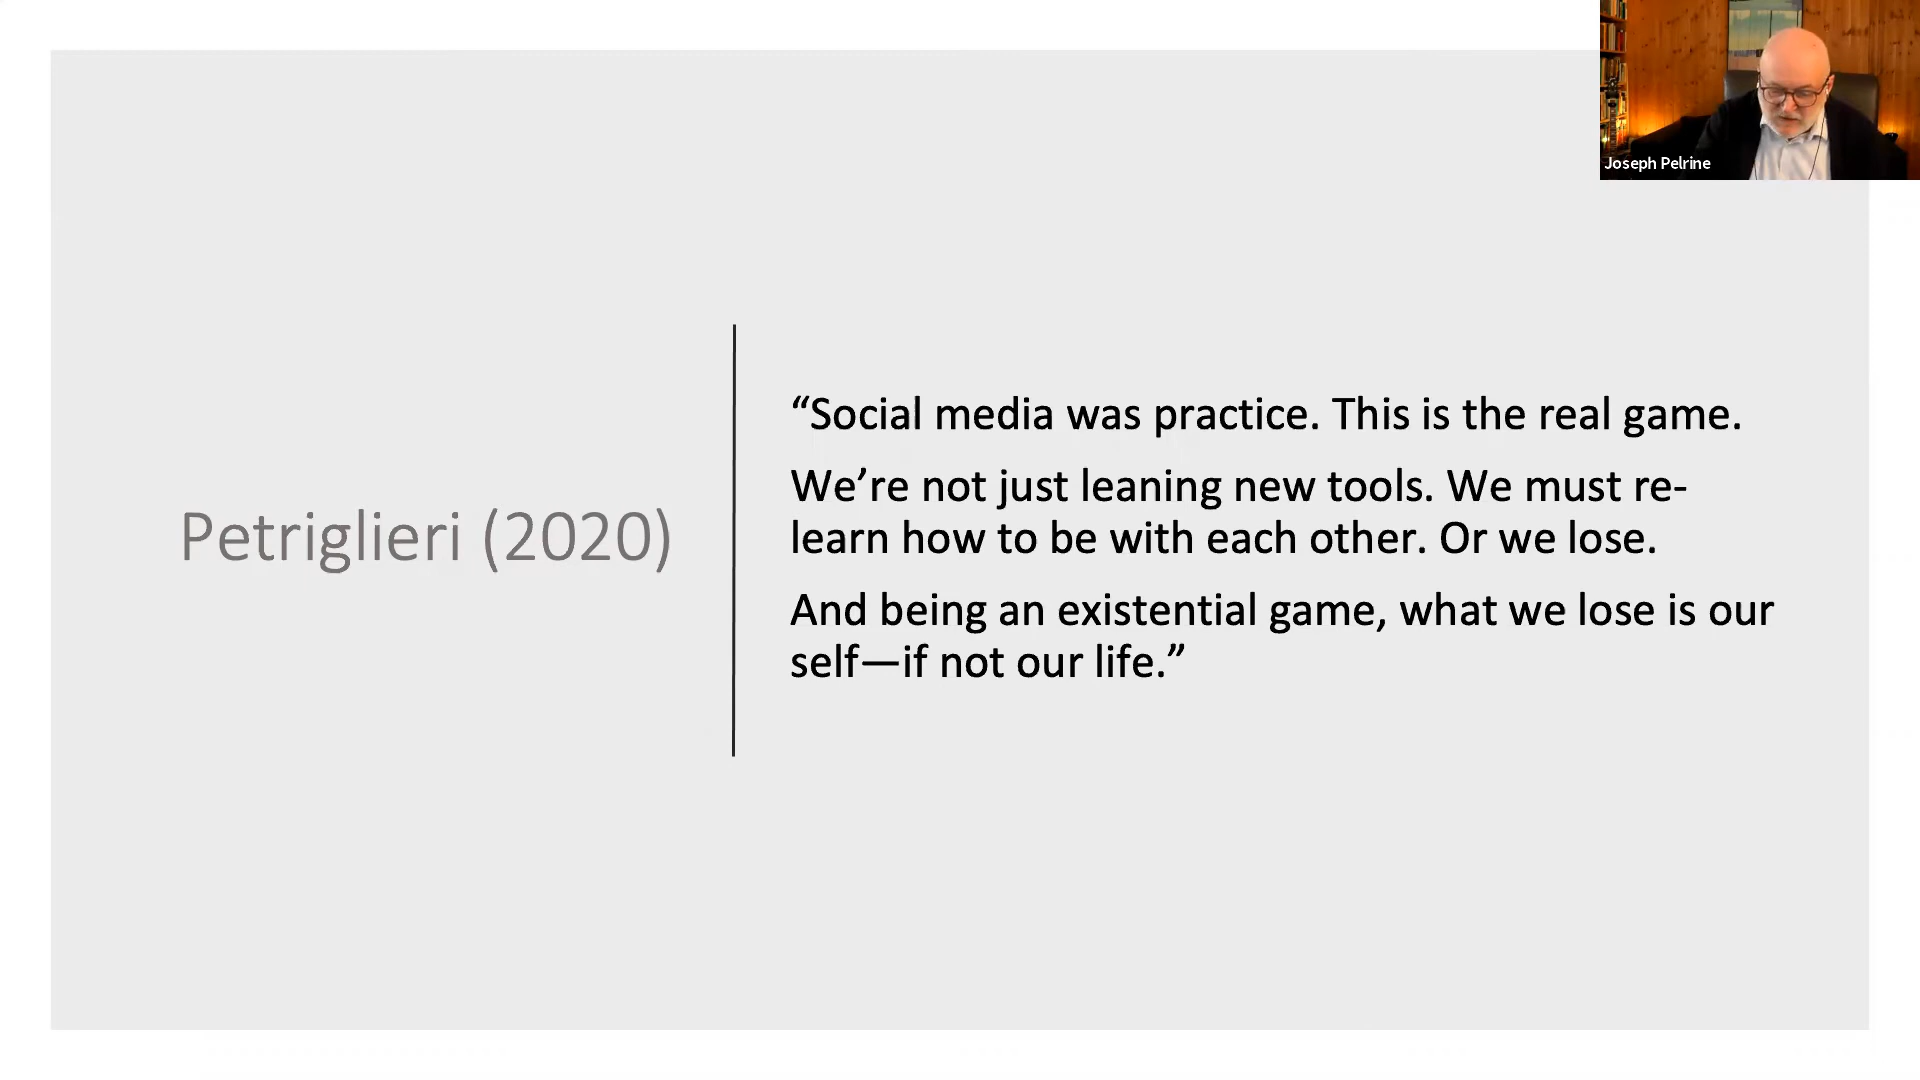 Joseph Pelrine
Petriglieri (2020)
“Social media was practice. This is the real game.
We’re not just leaning new tools. We must re-
learn how to be with each other. Or we lose.
And being an existential game, what we lose is our
self—if not our life.”